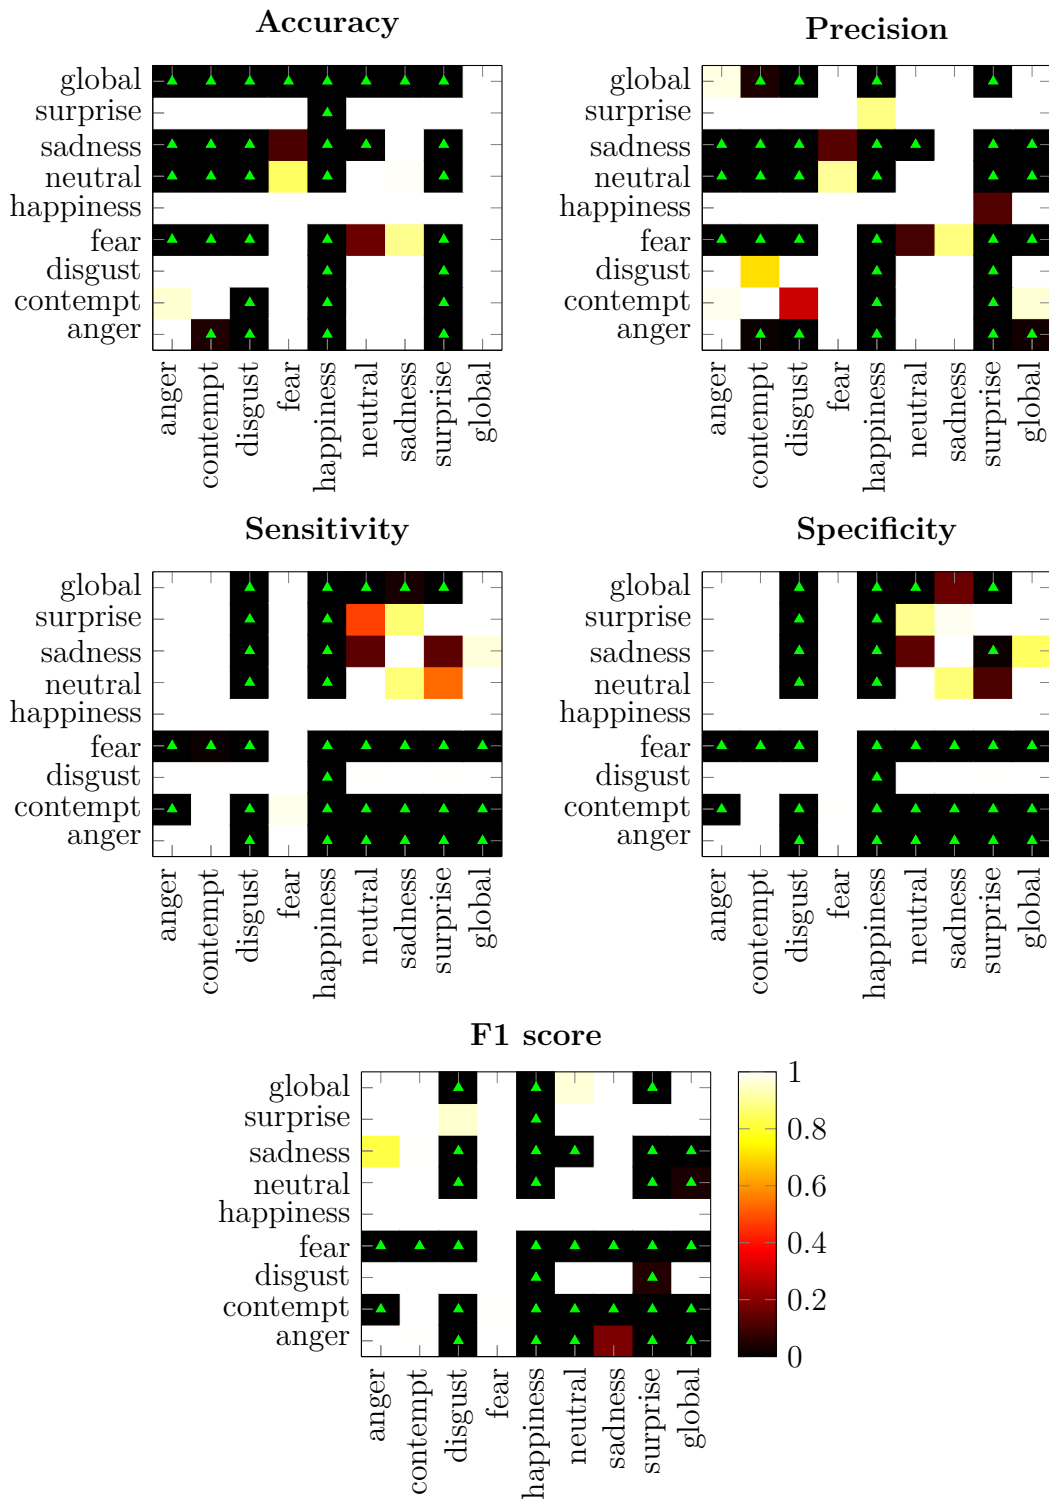 Accuracy
global
surprise
sadness
neutral
happiness
fear
disgust
contempt
anger
anger
contempt
disgust
fear
happiness
neutral
sadness
surprise
global
Precision
global
surprise
sadness
neutral
happiness
fear
disgust
contempt
anger
anger
contempt
disgust
fear
happiness
neutral
sadness
surprise
global
Sensitivity
global
surprise
sadness
neutral
happiness
fear
disgust
contempt
anger
anger
contempt
disgust
fear
happiness
neutral
sadness
surprise
global
Specificity
global
surprise
sadness
neutral
happiness
fear
disgust
contempt
anger
anger
contempt
disgust
fear
happiness
neutral
sadness
surprise
global
F1 score
global
surprise
sadness
neutral
happiness
fear
disgust
contempt
anger
anger
contempt
disgust
fear
happiness
neutral
sadness
surprise
global
1
0.8
0.6
0.4
0.2
0